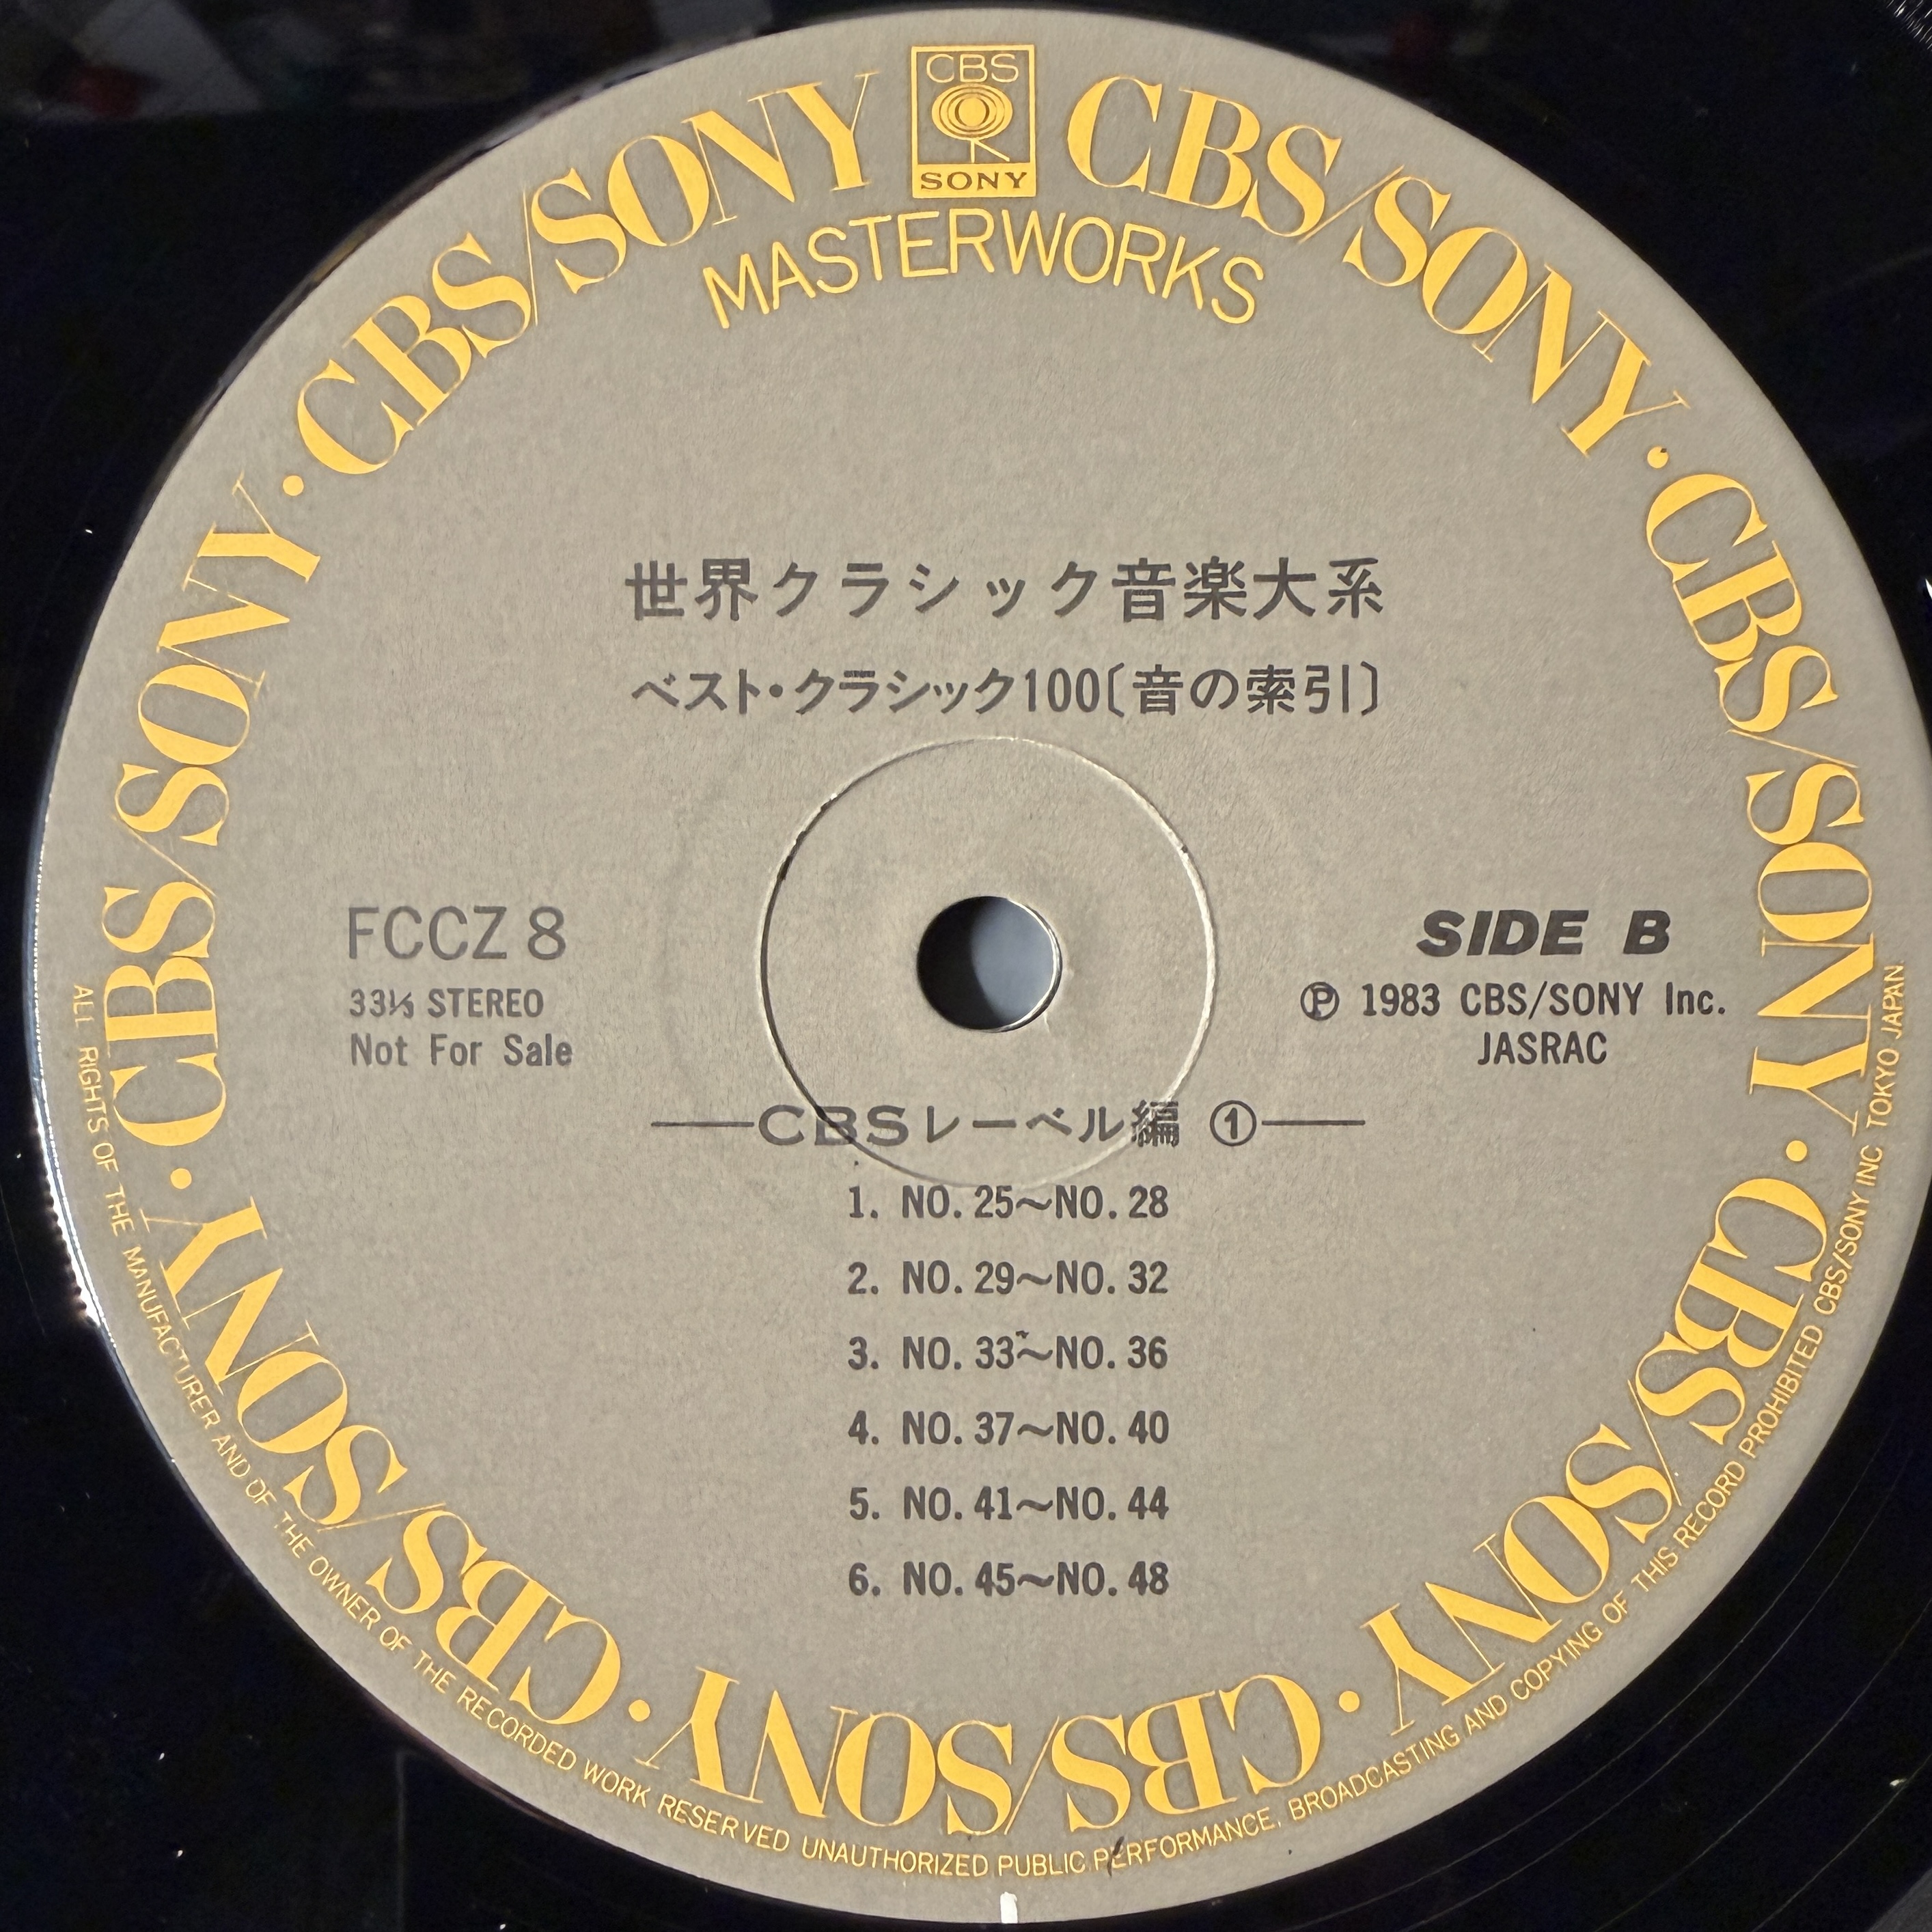 CBS
SONY
CBS/SONY · CBS/SONY · CBS/SONY · CBS/SONY · CBS/SONY · CBS/SONY · CBS/SONY · CBS/SONY
MASTERWORKS
世界クラシック音楽大系
ベスト・クラシック100〔音の索引〕
FCCZ 8
33⅓ STEREO
Not For Sale
SIDE B
Ⓟ 1983 CBS/SONY Inc.
JASRAC
CBSレーベル編 ①
1. NO. 25〜NO. 28
2. NO. 29〜NO. 32
3. NO. 33〜NO. 36
4. NO. 37〜NO. 40
5. NO. 41〜NO. 44
6. NO. 45〜NO. 48
ALL RIGHTS OF THE MANUFACTURER AND OF THE OWNER OF THE RECORDED WORK RESERVED UNAUTHORIZED PUBLIC PERFORMANCE, BROADCASTING AND COPYING OF THIS RECORD PROHIBITED CBS/SONY INC TOKYO JAPAN